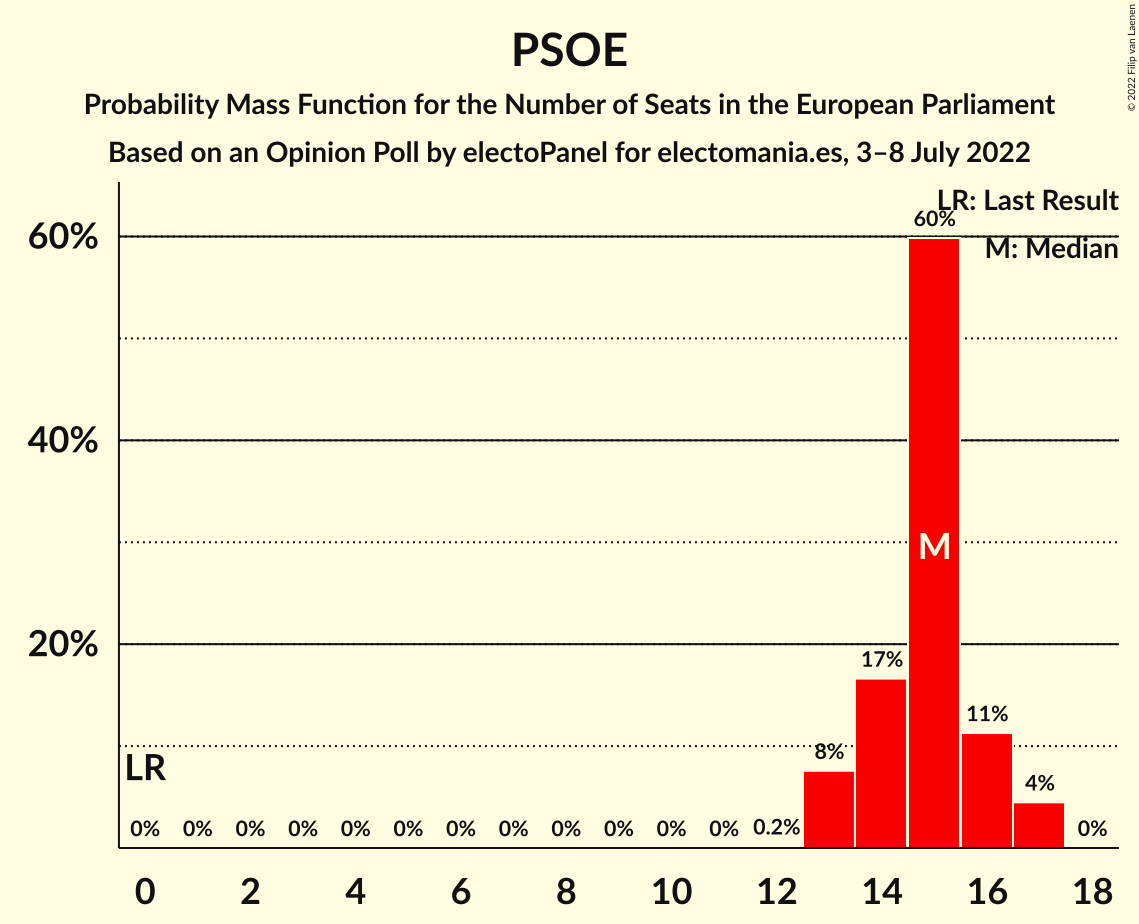 PSOE
Probability Mass Function for the Number of Seats in the European Parliament
Based on an Opinion Poll by electoPanel for electomania.es, 3–8 July 2022
© 2022 Filip van Laenen
LR: Last Result
M: Median
60%
40%
20%
LR
M
0% 0% 0% 0% 0% 0% 0% 0% 0% 0% 0% 0% 0.2% 8% 17% 60% 11% 4% 0%
0 2 4 6 8 10 12 14 16 18